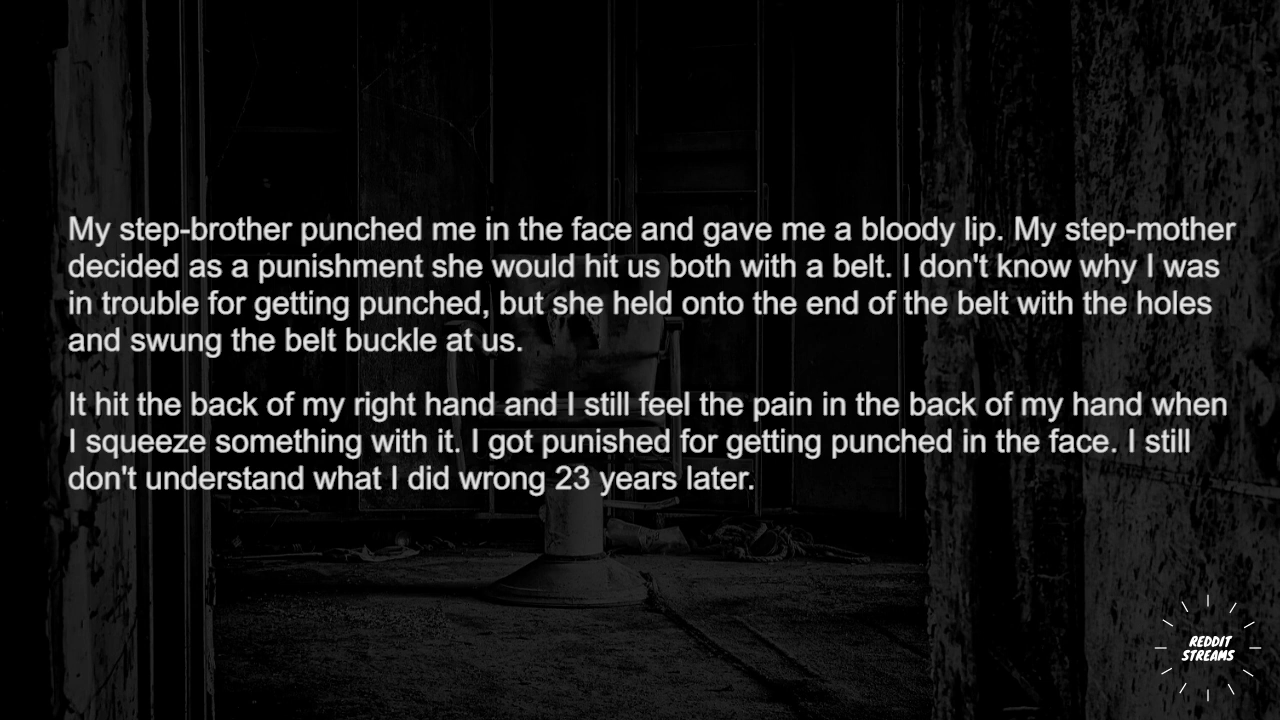 My step-brother punched me in the face and gave me a bloody lip. My step-mother
decided as a punishment she would hit us both with a belt. I don't know why I was
in trouble for getting punched, but she held onto the end of the belt with the holes
and swung the belt buckle at us.
It hit the back of my right hand and I still feel the pain in the back of my hand when
I squeeze something with it. I got punished for getting punched in the face. I still
don't understand what I did wrong 23 years later.
REDDIT
STREAMS